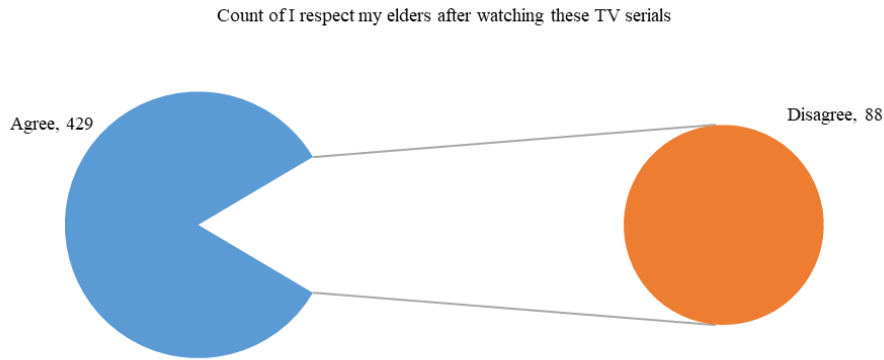 Count of I respect my elders after watching these TV serials
Agree, 429
Disagree, 88